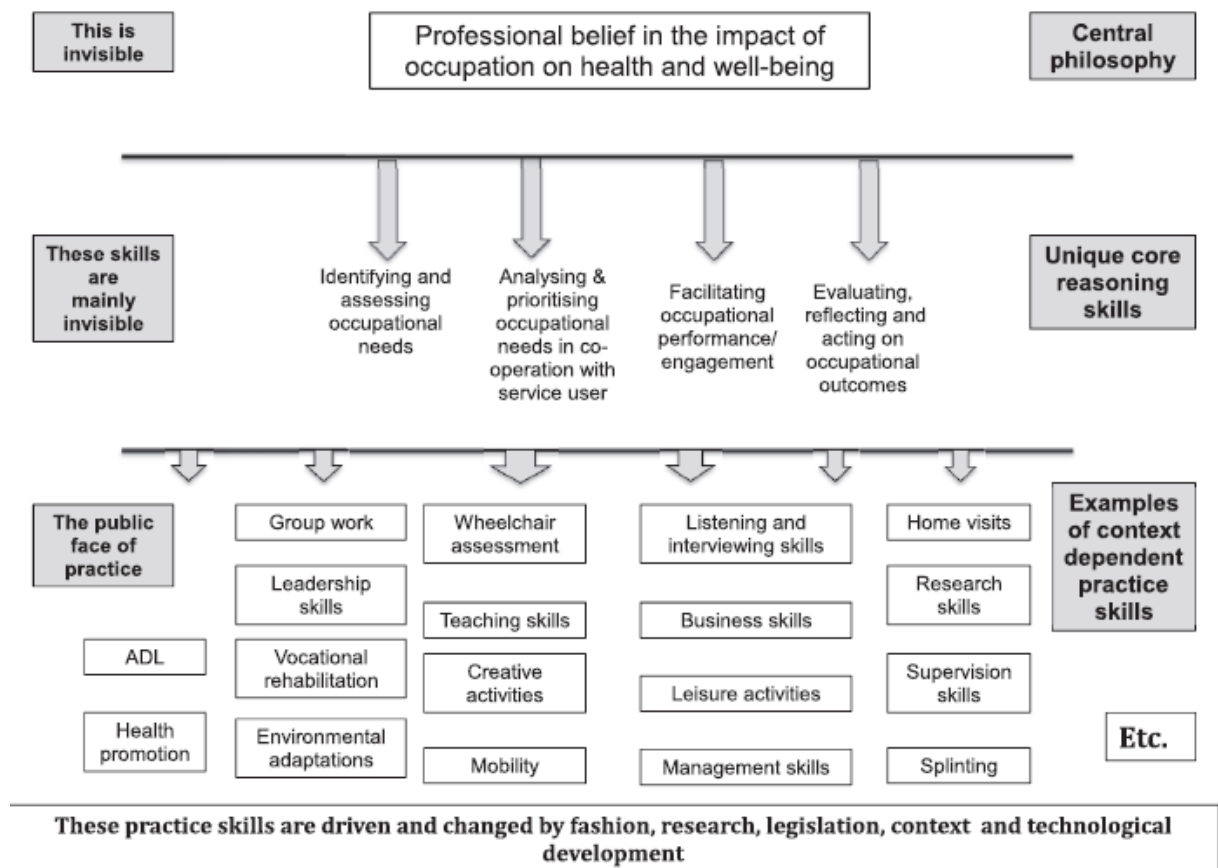 This is
invisible
Professional belief in the impact of
occupation on health and well-being
Central
philosophy
These skills
are
mainly
invisible
Identifying and
assessing
occupational
needs
Analysing &
prioritising
occupational
needs in co-
operation with
service user
Facilitating
occupational
performance/
engagement
Evaluating,
reflecting and
acting on
occupational
outcomes
Unique core
reasoning
skills
The public
face of
practice
ADL
Health
promotion
Group work
Leadership
skills
Vocational
rehabilitation
Environmental
adaptations
Wheelchair
assessment
Teaching skills
Creative
activities
Mobility
Listening and
interviewing skills
Business skills
Leisure activities
Management skills
Home visits
Research
skills
Supervision
skills
Splinting
Examples
of context
dependent
practice
skills
Etc.
These practice skills are driven and changed by fashion, research, legislation, context and technological
development